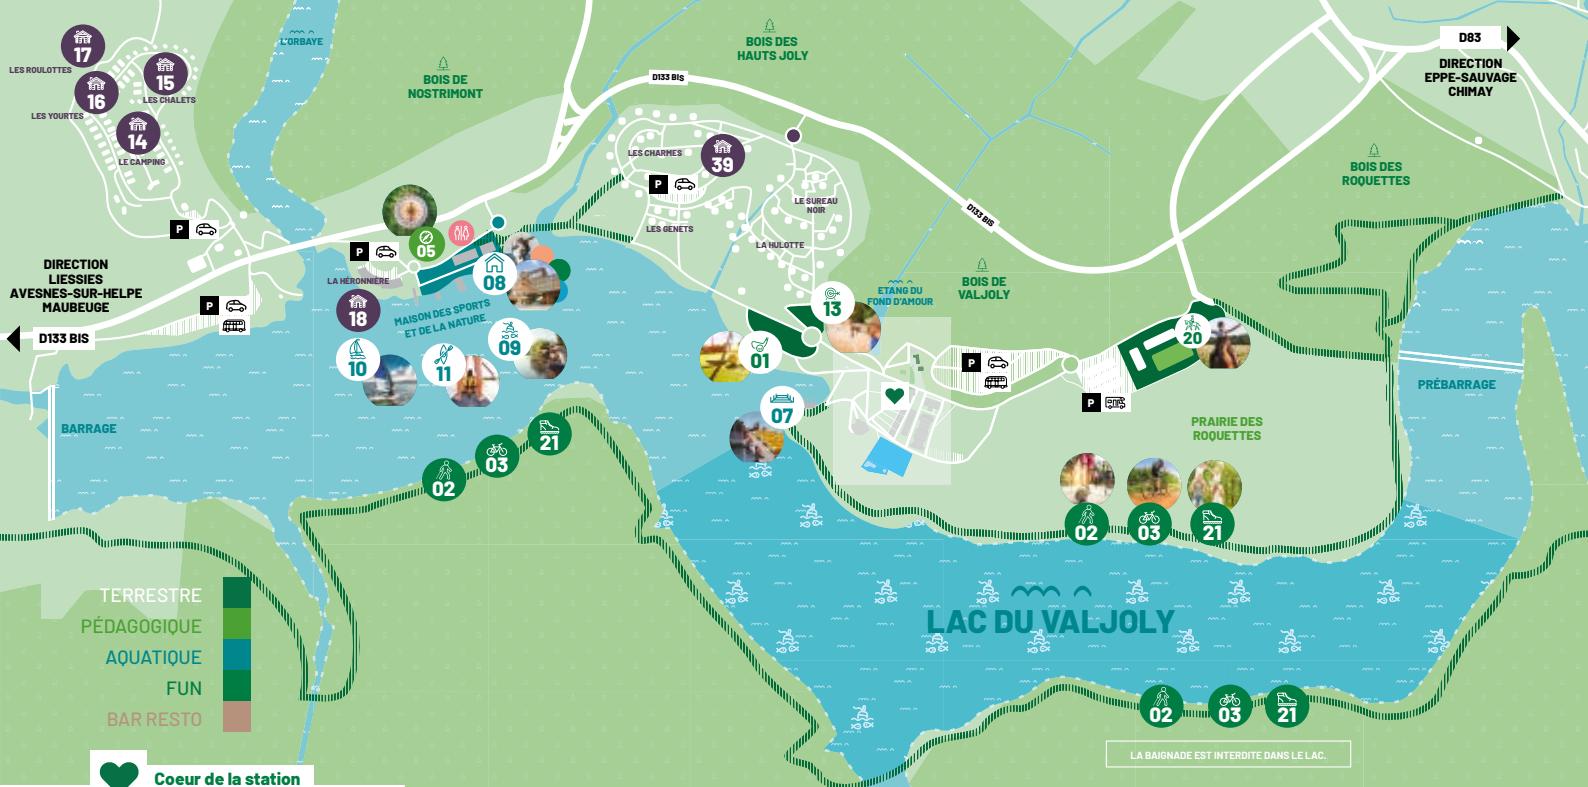 17
LES ROULOTTES
15
LES CHALETS
16
LES YOURTES
14
LE CAMPING
L'ORBAYE
BOIS DE
NOSTRIMONT
BOIS DES
HAUTS JOLY
D133 BIS
D83
DIRECTION
EPPE-SAUVAGE
CHIMAY
BOIS DES
ROQUETTES
LES CHARMES
39
P
LE SUREAU
NOIR
LES GENÊTS
LA HULOTTE
D133 BIS
P
P
05
LA HÉRONNIÈRE
08
18
MAISON DES SPORTS
ET DE LA NATURE
DIRECTION
LIESSIES
AVESNES-SUR-HELPE
MAUBEUGE
P
D133 BIS
10
11
09
ETANG DU
FOND D'AMOUR
BOIS DE
VALJOLY
13
01
07
20
P
P
PRÉBARRAGE
PRAIRIE DES
ROQUETTES
BARRAGE
02
03
21
02
03
21
TERRESTRE
PÉDAGOGIQUE
AQUATIQUE
FUN
BAR RESTO
LAC DU VALJOLY
02
03
21
LA BAIGNADE EST INTERDITE DANS LE LAC.
Coeur de la station